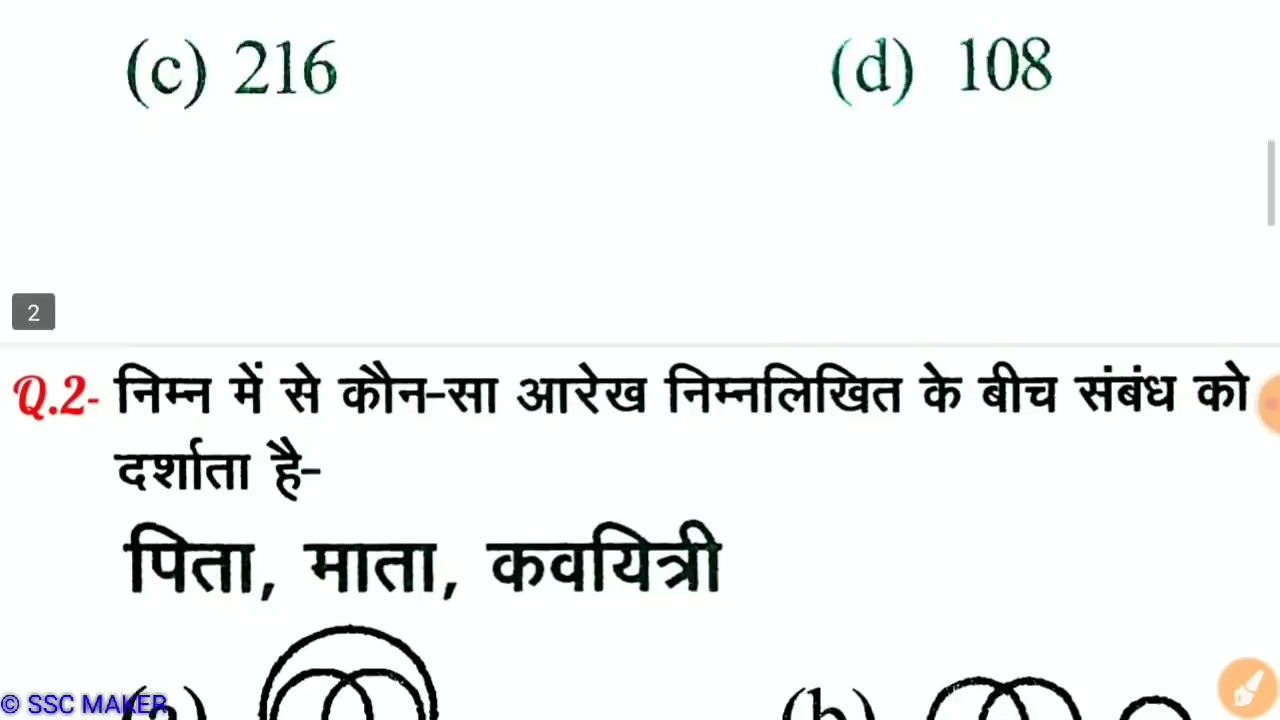 (c) 216 (d) 108
2
Q.2- निम्न में से कौन-सा आरेख निम्नलिखित के बीच संबंध को
दर्शाता है-
पिता, माता, कवयित्री
(a) (b)
© SSC MAKER